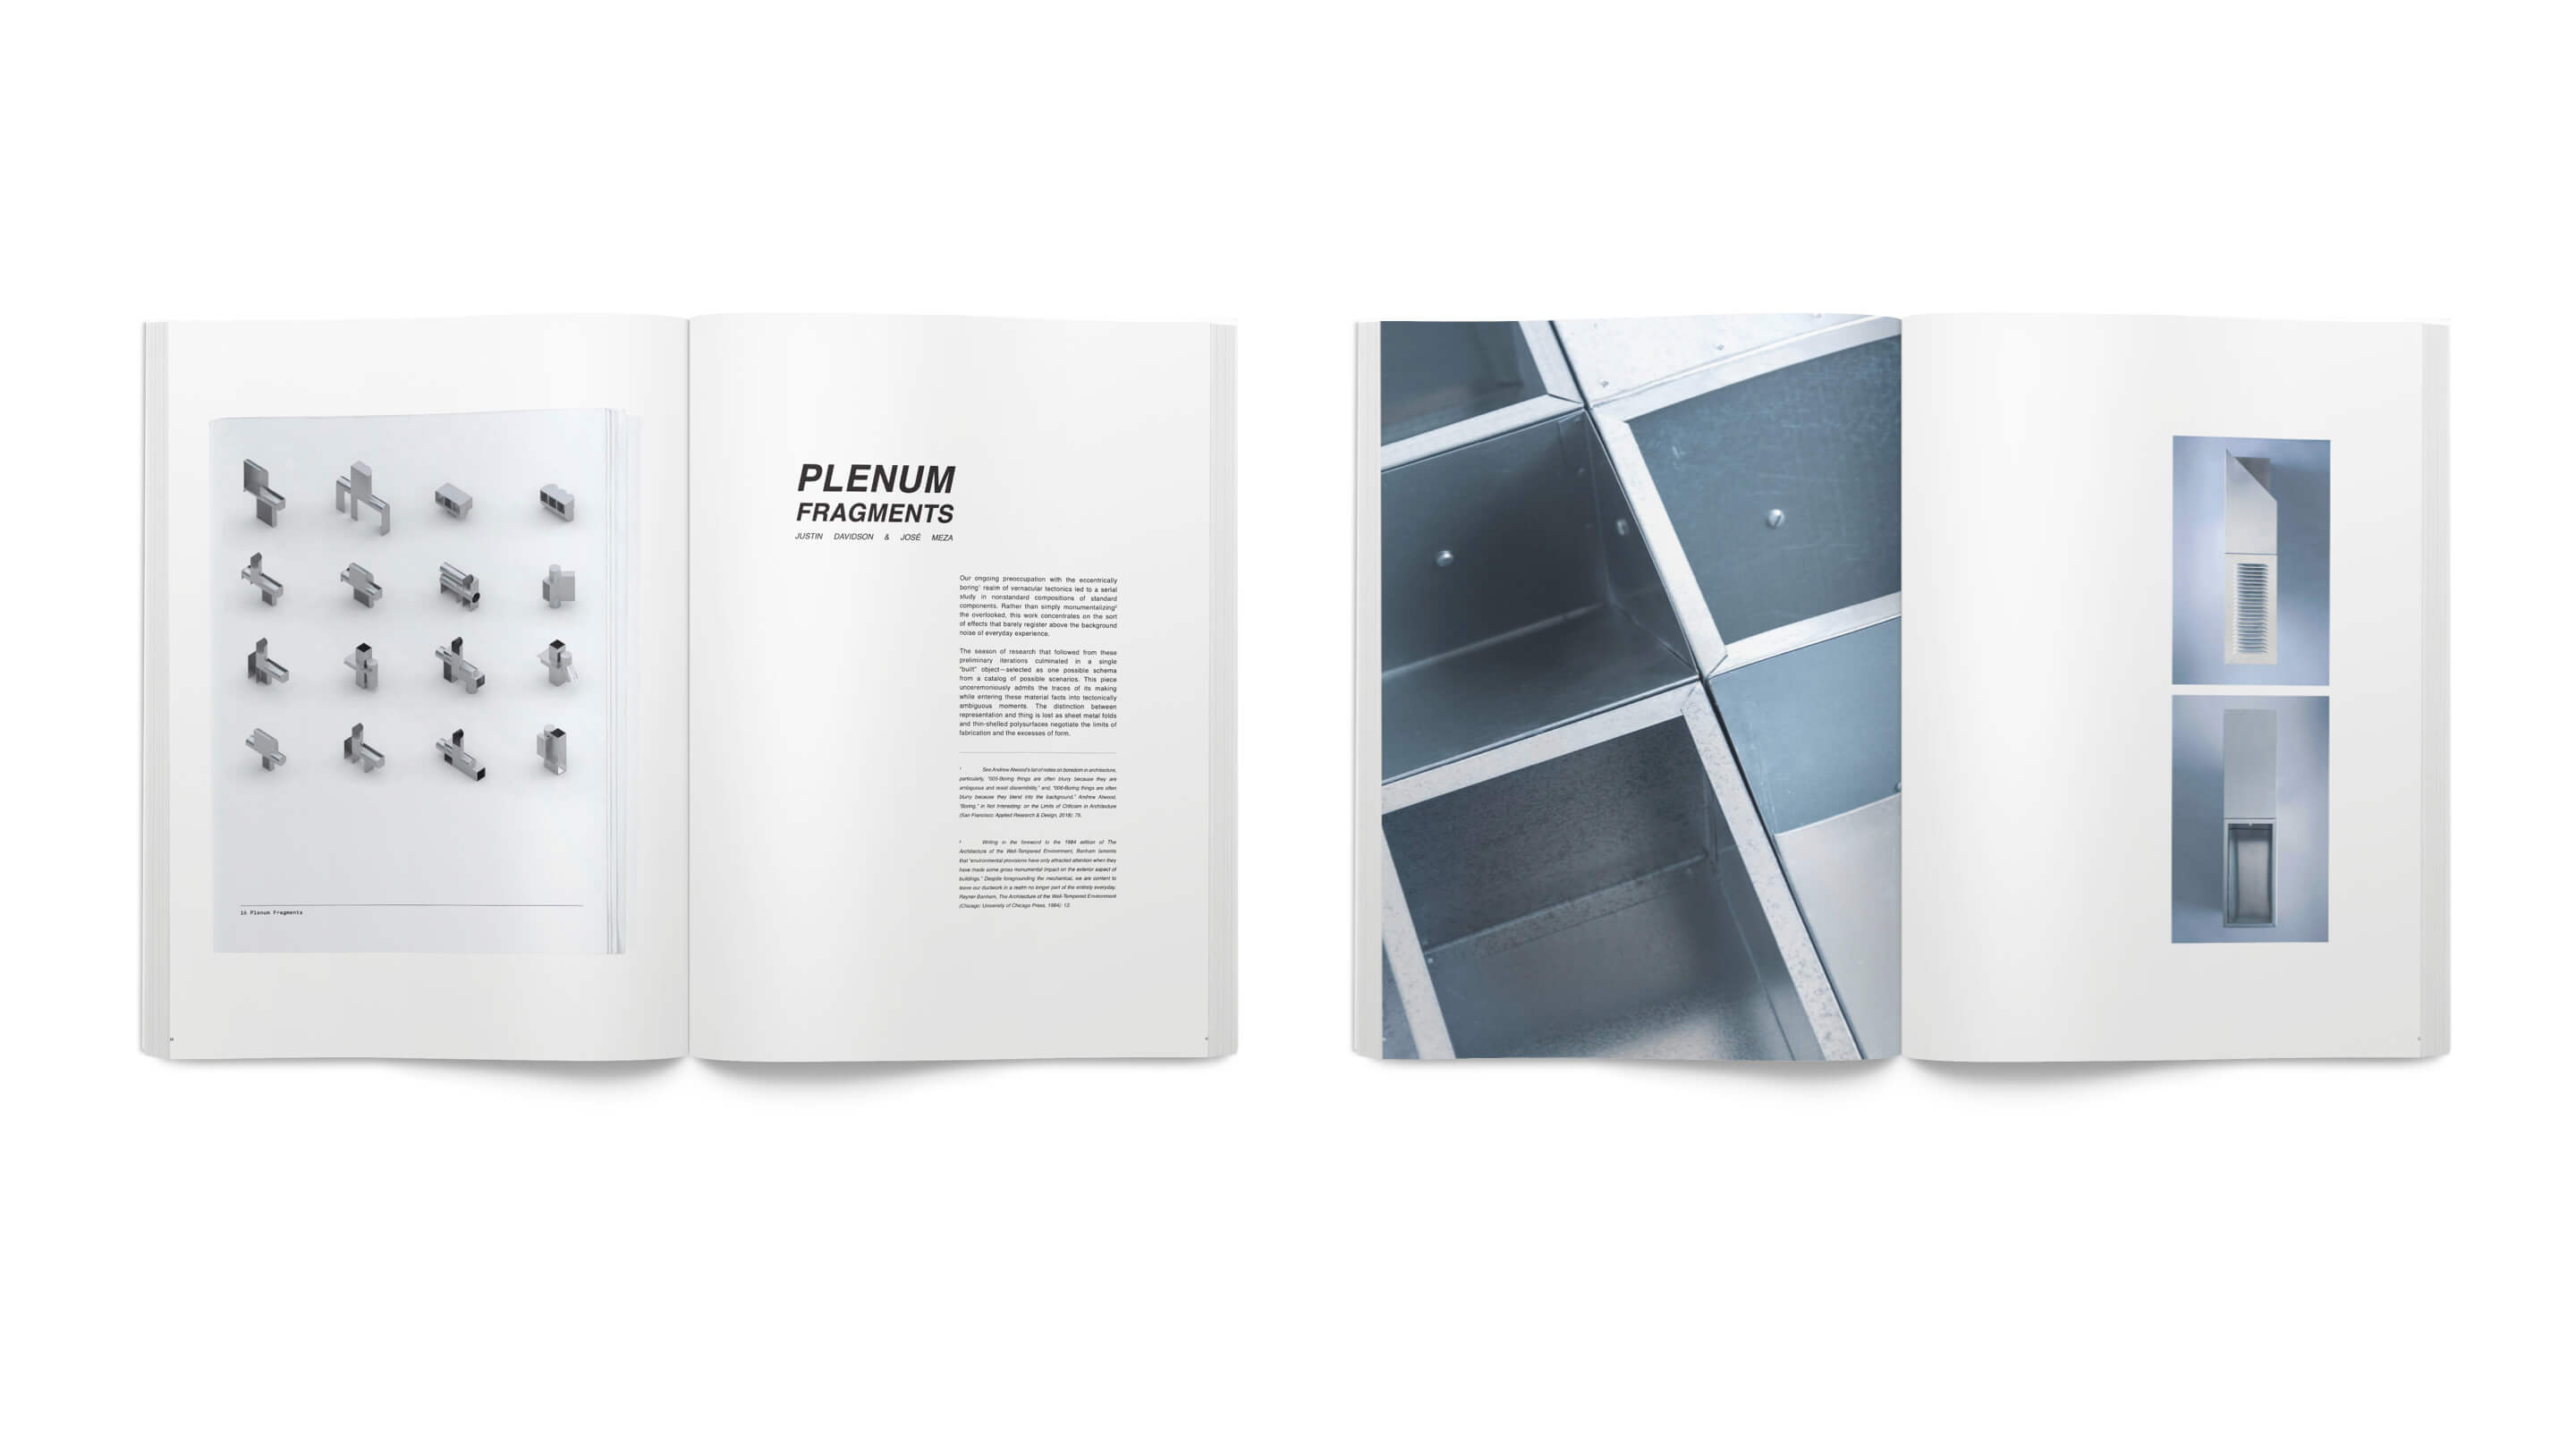 16 Plenum Fragments
PLENUM
FRAGMENTS
JUSTIN DAVIDSON & JOSÉ MEZA
Our ongoing preoccupation with the eccentrically
boring¹ realm of vernacular tectonics led to a serial
study in nonstandard compositions of standard
components. Rather than simply monumentalizing²
the overlooked, this work concentrates on the sort
of effects that barely register above the background
noise of everyday experience.
The season of research that followed from these
preliminary iterations culminated in a single
"built" object—selected as one possible schema
from a catalog of possible scenarios. This piece
unceremoniously admits the traces of its making
while entering these material facts into tectonically
ambiguous moments. The distinction between
representation and thing is lost as sheet metal folds
and thin-shelled polysurfaces negotiate the limits of
fabrication and the excesses of form.
¹ See Andrew Atwood's list of notes on boredom in architecture,
particularly, "005-Boring things are often blurry because they are
ambiguous and resist discernibility," and, "006-Boring things are often
blurry because they blend into the background." Andrew Atwood,
"Boring," in Not Interesting: on the Limits of Criticism in Architecture
(San Francisco: Applied Research & Design, 2018): 79.
² Writing in the foreword to the 1984 edition of The
Architecture of the Well-Tempered Environment, Banham laments
that "environmental provisions have only attracted attention when they
have made some gross monumental impact on the exterior aspect of
buildings." Despite foregrounding the mechanical, we are content to
leave our ductwork in a realm no longer part of the entirely everyday.
Reyner Banham, The Architecture of the Well-Tempered Environment
(Chicago: University of Chicago Press, 1984): 12.